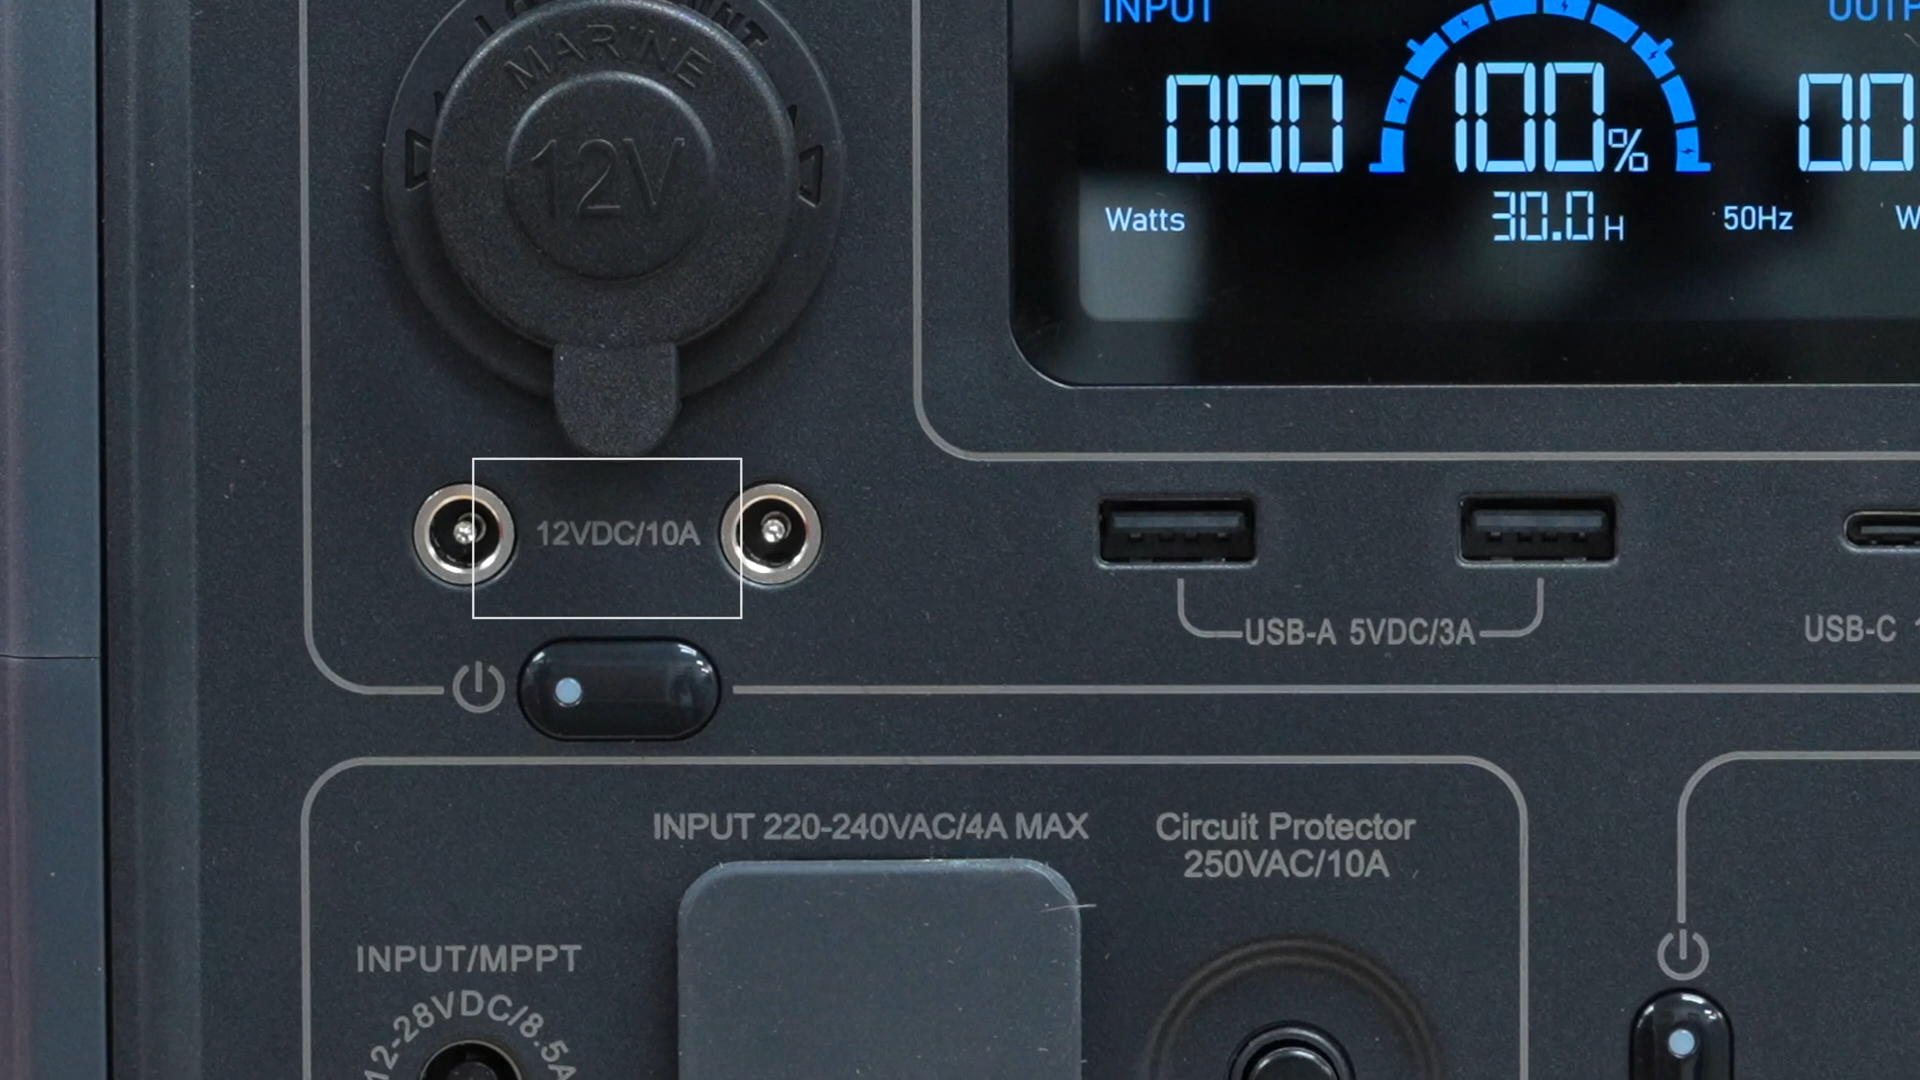 MARINE
12V
INPUT
000
100%
Watts
30.0 H
50Hz
12VDC/10A
USB-A 5VDC/3A
USB-C
INPUT 220-240VAC/4A MAX
Circuit Protector
250VAC/10A
INPUT/MPPT
12-28VDC/8.5A